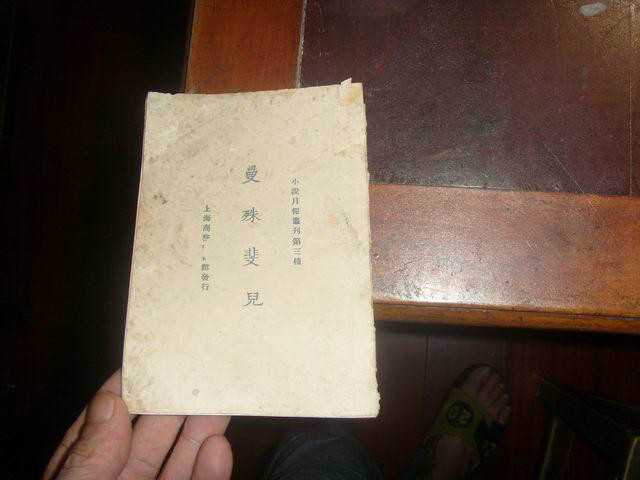 小說月報叢刊第三種
曼殊斐兒
上海商務 館發行
20